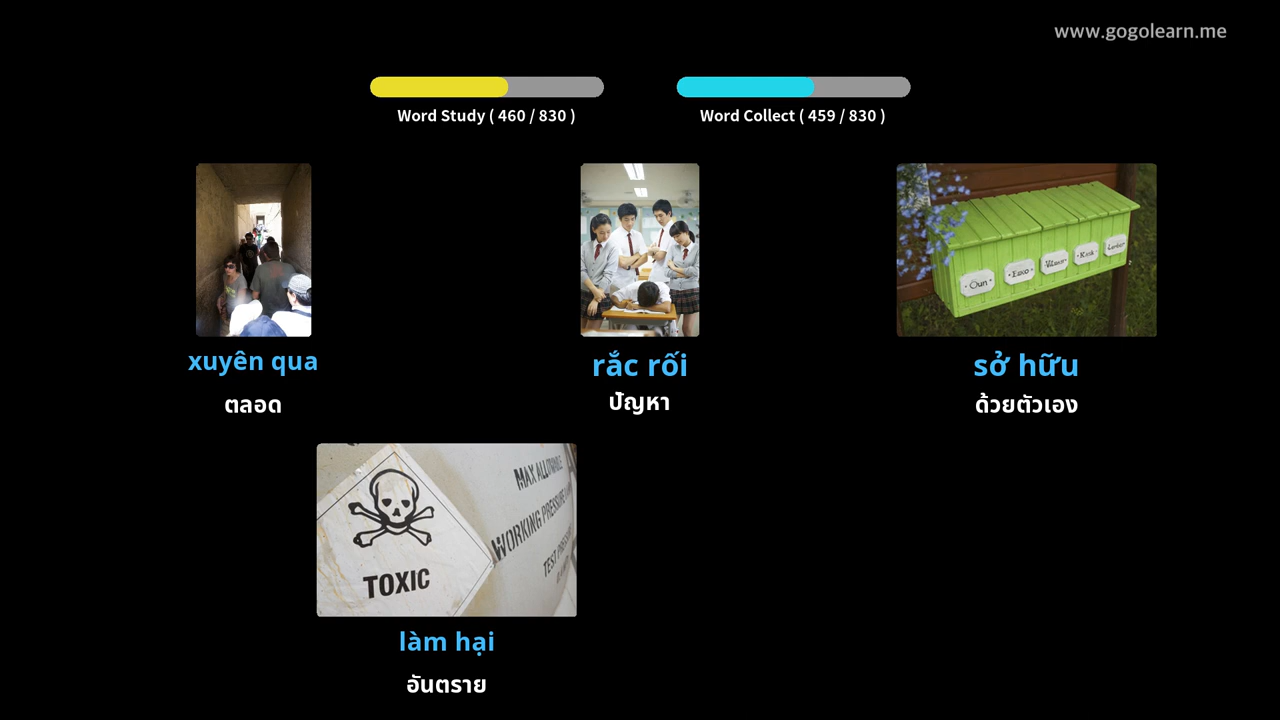 www.gogolearn.me
Word Study ( 460 / 830 )
Word Collect ( 459 / 830 )
xuyên qua
ตลอด
rắc rối
ปัญหา
sở hữu
ด้วยตัวเอง
TOXIC
MAX ALLOWABLE
WORKING PRESSURE
TEST PRESS
làm hại
อันตราย